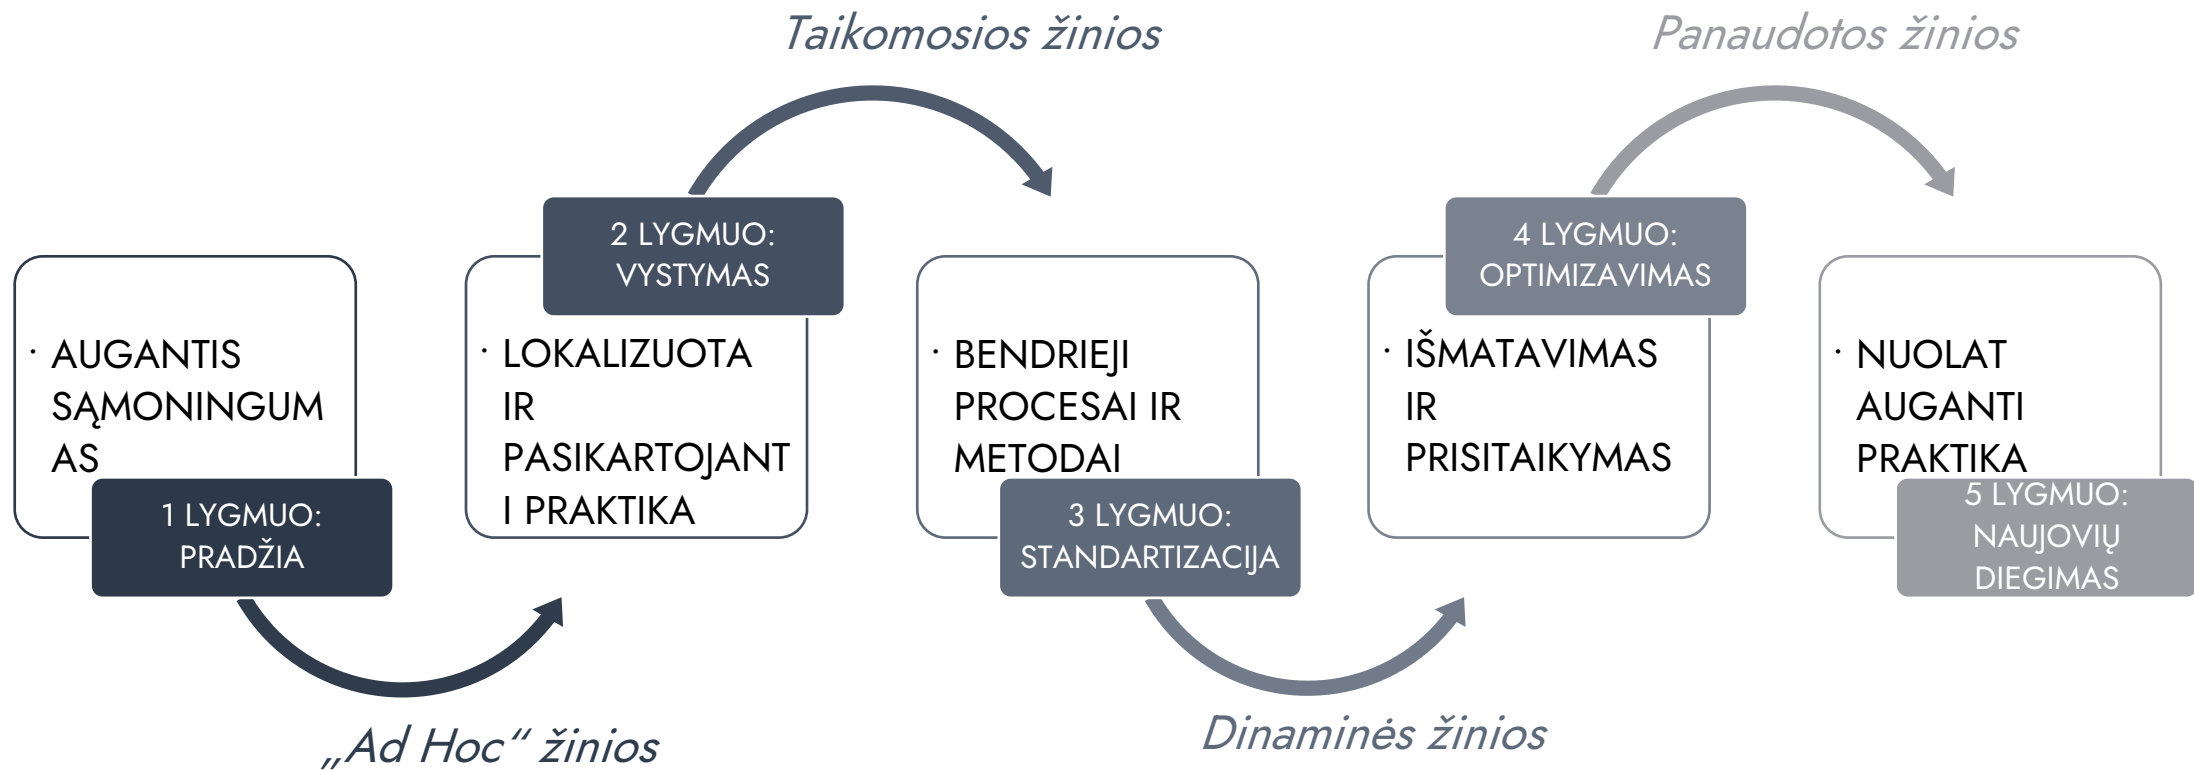 Taikomosios žinios
Panaudotos žinios
2 LYGMUO:
VYSTYMAS
4 LYGMUO:
OPTIMIZAVIMAS
· AUGANTIS
SĄMONINGUM
AS
1 LYGMUO:
PRADŽIA
· LOKALIZUOTA
IR
PASIKARTOJANT
I PRAKTIKA
· BENDRIEJI
PROCESAI IR
METODAI
3 LYGMUO:
STANDARTIZACIJA
· IŠMATAVIMAS
IR
PRISITAIKYMAS
· NUOLAT
AUGANTI
PRAKTIKA
5 LYGMUO:
NAUJOVIŲ
DIEGIMAS
„Ad Hoc“ žinios
Dinaminės žinios